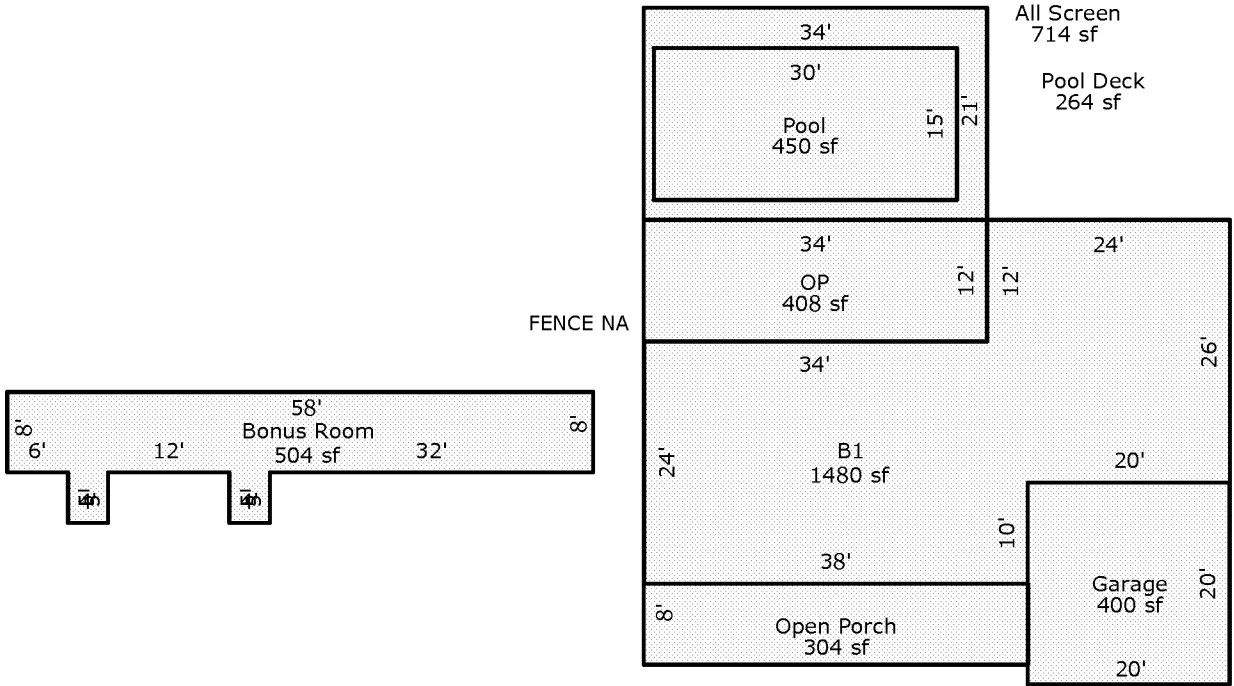 All Screen
714 sf
34'
30'
Pool Deck
264 sf
15'
21'
Pool
450 sf
34'
24'
OP
408 sf
12'
12'
FENCE NA
34'
26'
58'
8'
8'
Bonus Room
504 sf
6'
12'
32'
B1
1480 sf
24'
20'
10'
38'
Garage
400 sf
20'
8'
Open Porch
304 sf
20'